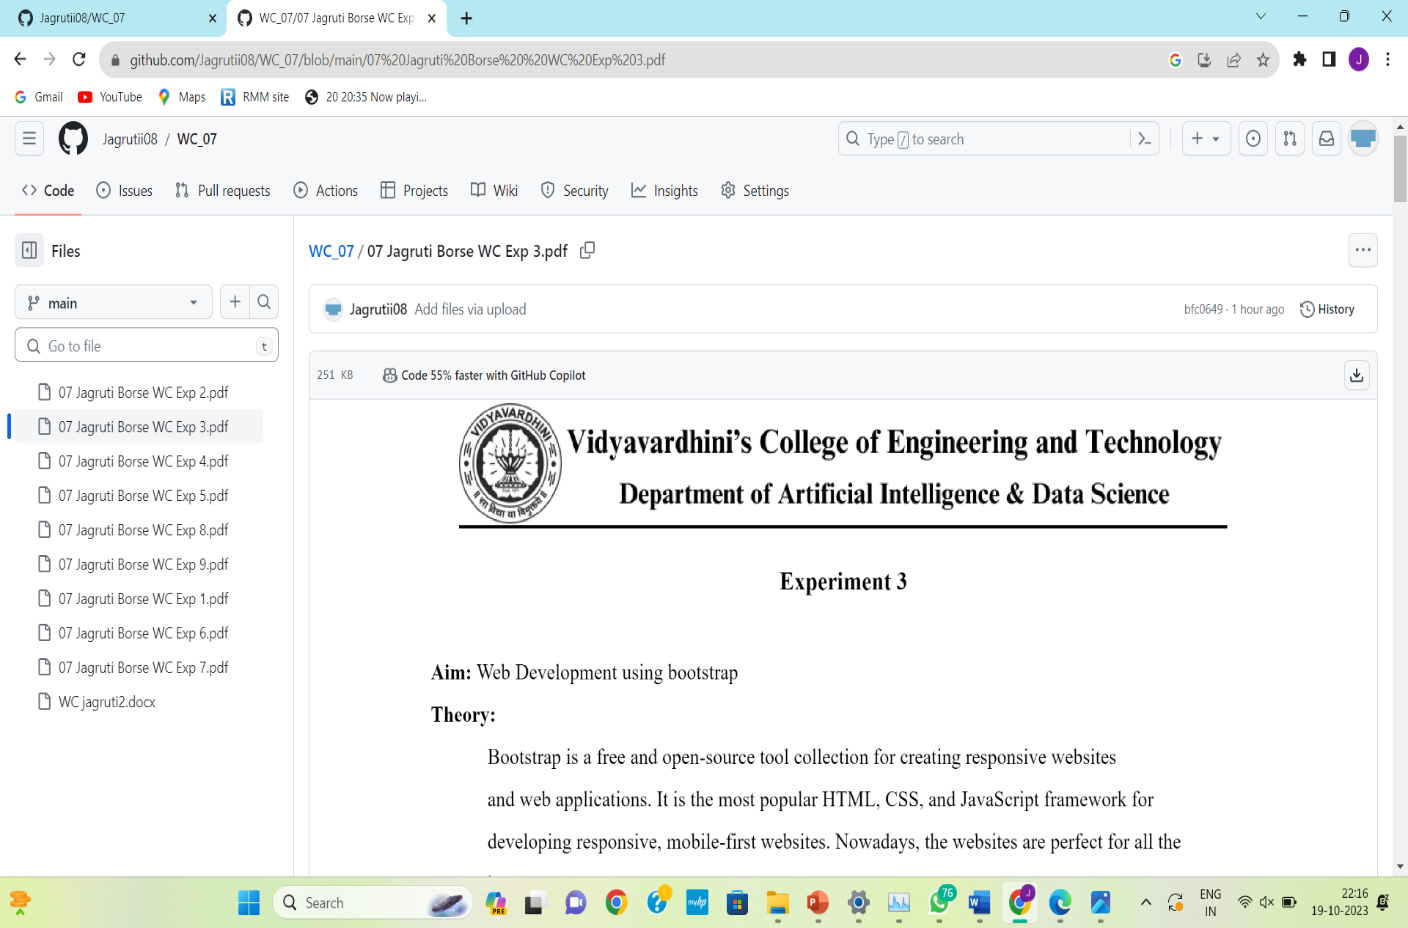 Jagrutii08/WC_07
WC_07/07 Jagruti Borse WC Exp
github.com/Jagrutii08/WC_07/blob/main/07%20Jagruti%20Borse%20%20WC%20Exp%203.pdf
J
Gmail YouTube Maps RMM site 20 20:35 Now playi...
Jagrutii08 / WC_07
Type / to search
Code Issues Pull requests Actions Projects Wiki Security Insights Settings
Files
WC_07 / 07 Jagruti Borse WC Exp 3.pdf
main
Jagrutii08 Add files via upload bfc0649 · 1 hour ago History
Go to file t
251 KB Code 55% faster with GitHub Copilot
07 Jagruti Borse WC Exp 2.pdf
07 Jagruti Borse WC Exp 3.pdf
07 Jagruti Borse WC Exp 4.pdf
07 Jagruti Borse WC Exp 5.pdf
07 Jagruti Borse WC Exp 8.pdf
07 Jagruti Borse WC Exp 9.pdf
07 Jagruti Borse WC Exp 1.pdf
07 Jagruti Borse WC Exp 6.pdf
07 Jagruti Borse WC Exp 7.pdf
WC jagruti2.docx
VIDYAVARDHINI
Vidyavardhini's College of Engineering and Technology
Department of Artificial Intelligence & Data Science
Experiment 3
Aim: Web Development using bootstrap
Theory:
Bootstrap is a free and open-source tool collection for creating responsive websites
and web applications. It is the most popular HTML, CSS, and JavaScript framework for
developing responsive, mobile-first websites. Nowadays, the websites are perfect for all the
Search
PRE
mhp
76
J
ENG
IN
22:16
19-10-2023